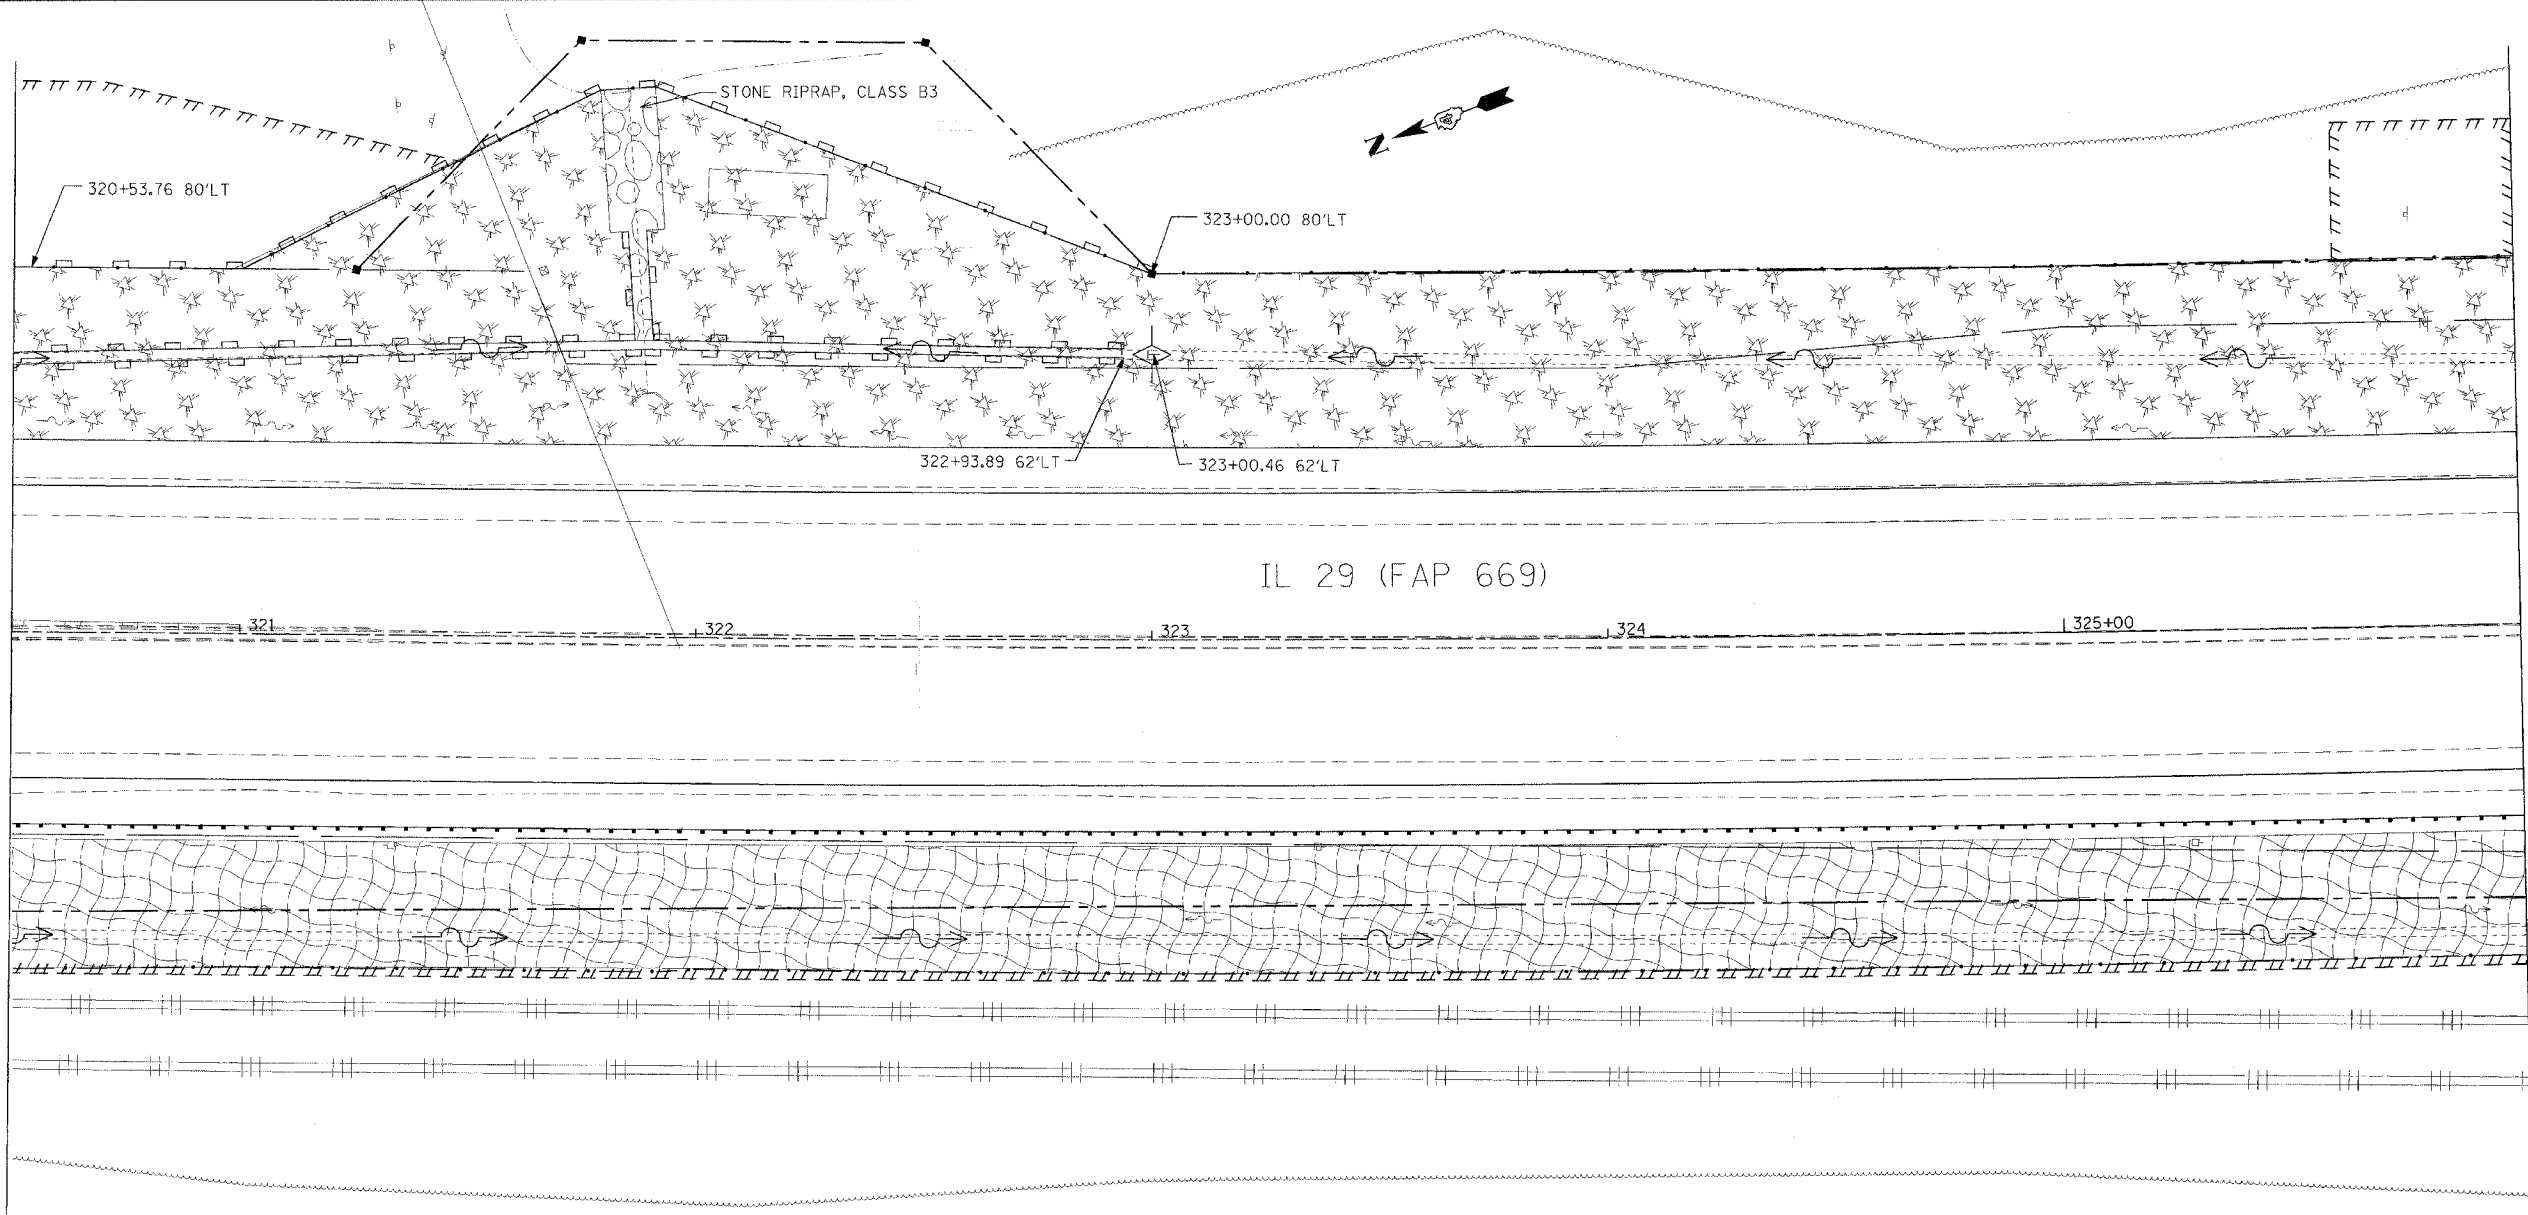 STONE RIPRAP, CLASS B3
N
320+53.76 80'LT
323+00.00 80'LT
322+93.89 62'LT
323+00.46 62'LT
IL 29 (FAP 669)
321
322
323
324
325+00